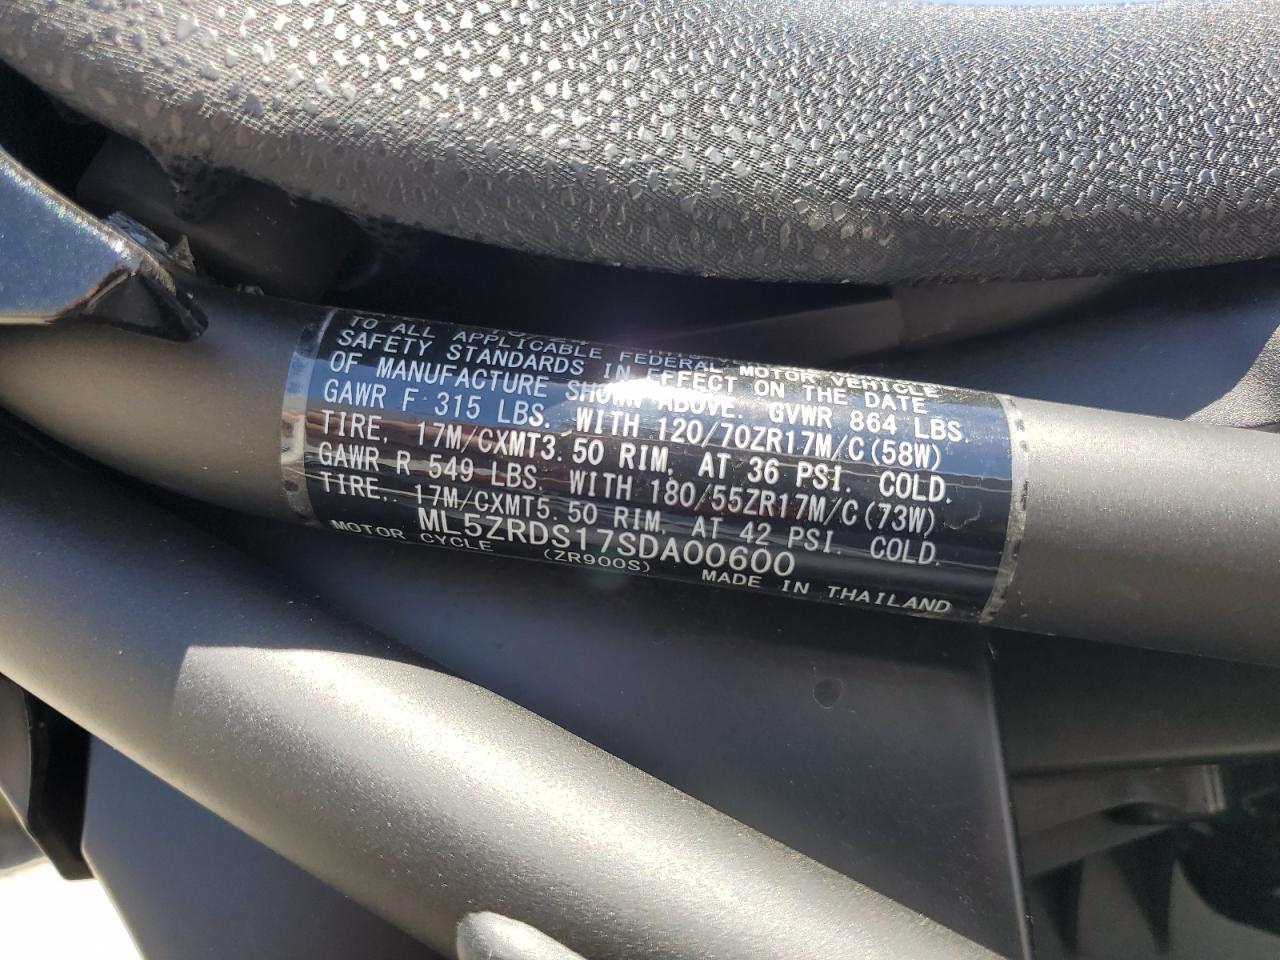 TO ALL APPLICABLE FEDERAL MOTOR VEHICLE
SAFETY STANDARDS IN EFFECT ON THE DATE
OF MANUFACTURE SHOWN ABOVE. GVWR 864 LBS.
GAWR F 315 LBS. WITH 120/70ZR17M/C(58W)
TIRE, 17M/CXMT3.50 RIM, AT 36 PSI. COLD.
GAWR R 549 LBS. WITH 180/55ZR17M/C(73W)
TIRE, 17M/CXMT5.50 RIM, AT 42 PSI. COLD.
ML5ZRDS17SDA00600
MOTOR CYCLE (ZR900S) MADE IN THAILAND